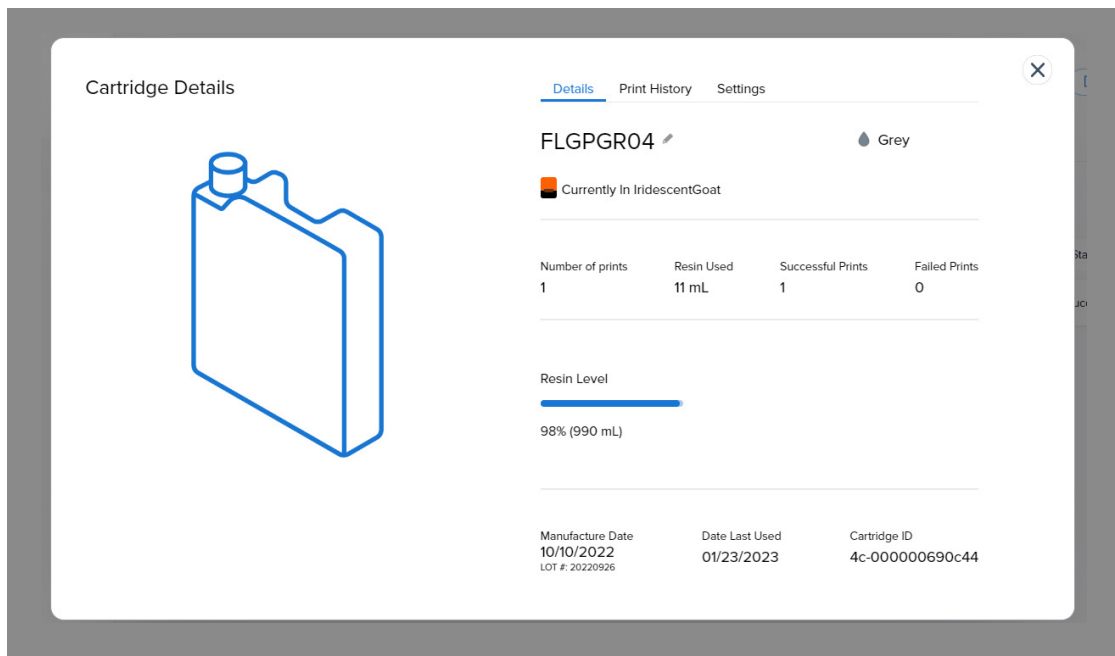 Cartridge Details
Details Print History Settings
FLGPGR04
Grey
Currently In IridescentGoat
Number of prints Resin Used Successful Prints Failed Prints
1 11 mL 1 0
Resin Level
98% (990 mL)
Manufacture Date Date Last Used Cartridge ID
10/10/2022 01/23/2023 4c-000000690c44
LOT #: 20220926